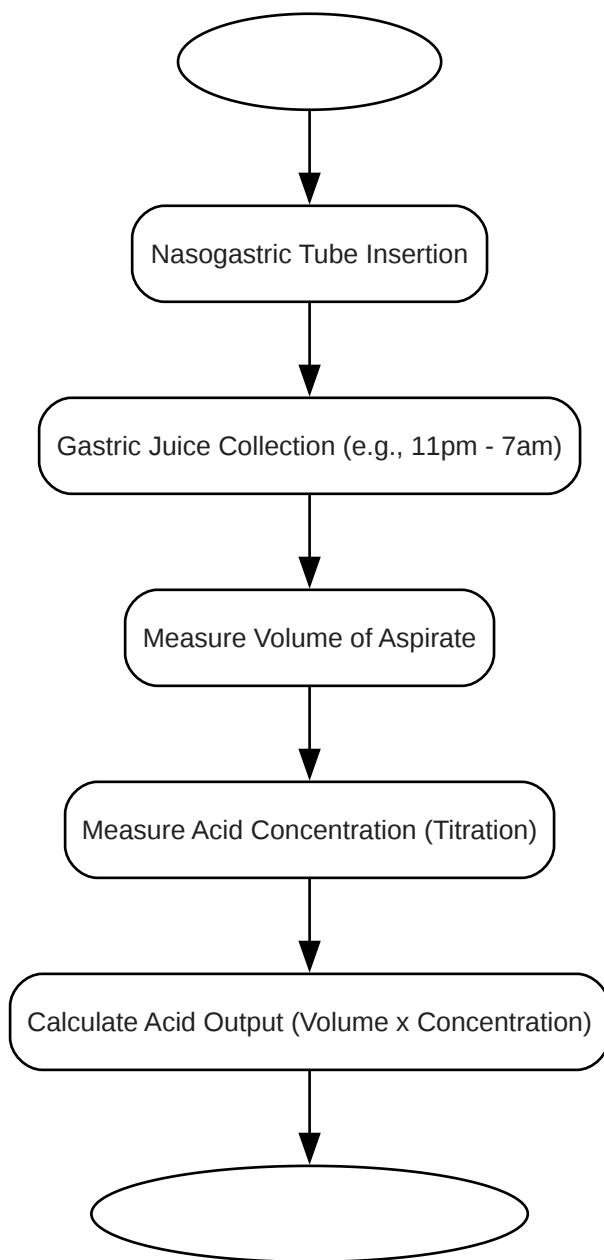 Nasogastric Tube Insertion
Gastric Juice Collection (e.g., 11pm - 7am)
Measure Volume of Aspirate
Measure Acid Concentration (Titration)
Calculate Acid Output (Volume x Concentration)